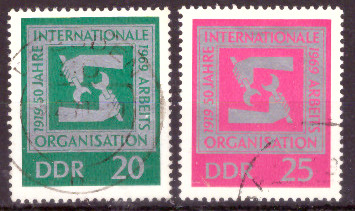 INTERNATIONALE
1919·50 JAHRE
1969 ARBEITS
ORGANISATION
DDR 20
INTERNATIONALE
1919·50 JAHRE
1969 ARBEITS
ORGANISATION
DDR 25